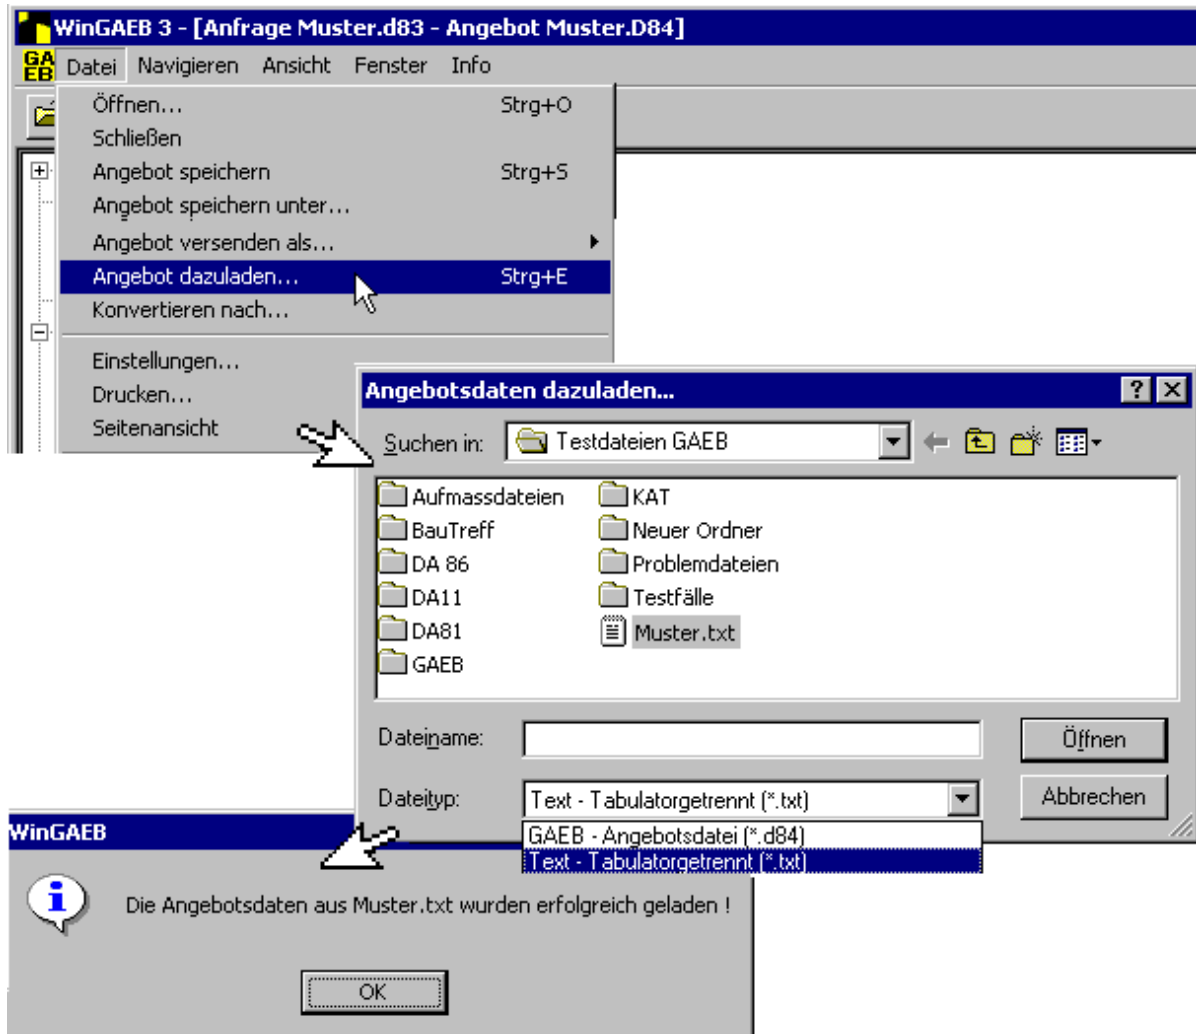 WinGAEB 3 - [Anfrage Muster.d83 - Angebot Muster.D84]
GA
EB
Datei Navigieren Ansicht Fenster Info
Öffnen... Strg+O
Schließen
Angebot speichern Strg+S
Angebot speichern unter...
Angebot versenden als...
Angebot dazuladen... Strg+E
Konvertieren nach...
Einstellungen...
Drucken...
Seitenansicht
Angebotsdaten dazuladen...
Suchen in: Testdateien GAEB
Aufmassdateien KAT
BauTreff Neuer Ordner
DA 86 Problemdateien
DA11 Testfälle
DA81 Muster.txt
GAEB
Dateiname: Öffnen
Dateityp: Text - Tabulatorgetrennt (*.txt) Abbrechen
GAEB - Angebotsdatei (*.d84)
Text - Tabulatorgetrennt (*.txt)
WinGAEB
Die Angebotsdaten aus Muster.txt wurden erfolgreich geladen !
OK